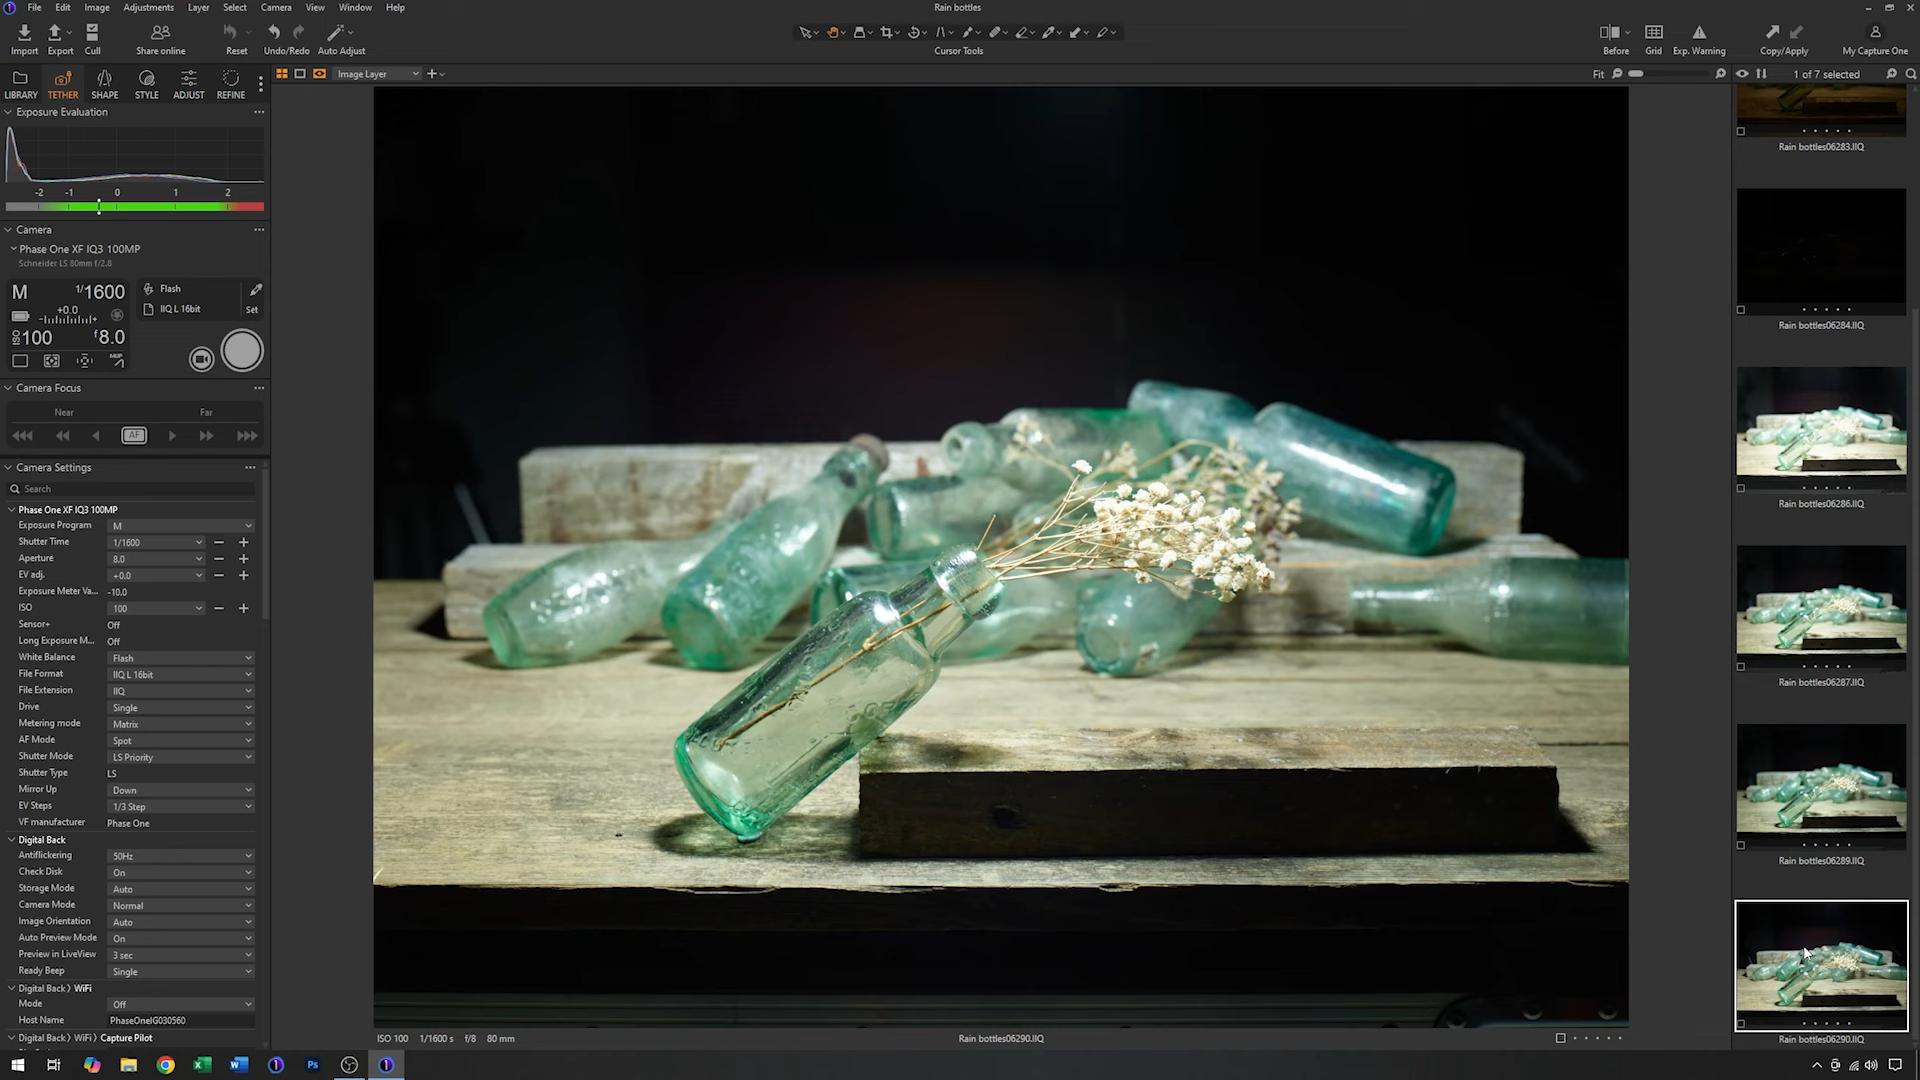 File Edit Image Adjustments Layer Select Camera View Window Help
Rain bottles
Import Export Cull Share online Reset Undo/Redo Auto Adjust
Cursor Tools
Before Grid Exp. Warning Copy/Apply My Capture One
LIBRARY TETHER SHAPE STYLE ADJUST REFINE
Image Layer
Fit
1 of 7 selected
Exposure Evaluation
-2 -1 0 1 2
Camera
Phase One XF IQ3 100MP
Schneider LS 80mm f/2.8
M 1/1600
+0.0
ISO 100 f8.0
MUP
Flash
IIQ L 16bit
Set
Camera Focus
Near Far
AF
Camera Settings
Search
Phase One XF IQ3 100MP
Exposure Program M
Shutter Time 1/1600
Aperture 8.0
EV adj. +0.0
Exposure Meter Va... -10.0
ISO 100
Sensor+ Off
Long Exposure M... Off
White Balance Flash
File Format IIQ L 16bit
File Extension IIQ
Drive Single
Metering mode Matrix
AF Mode Spot
Shutter Mode LS Priority
Shutter Type LS
Mirror Up Down
EV Steps 1/3 Step
VF manufacturer Phase One
Digital Back
Antiflickering 50Hz
Check Disk On
Storage Mode Auto
Camera Mode Normal
Image Orientation Auto
Auto Preview Mode On
Preview in LiveView 3 sec
Ready Beep Single
Digital Back 〉 WiFi
Mode Off
Host Name PhaseOneIG030560
Digital Back 〉 WiFi 〉 Capture Pilot
ISO 100 1/1600 s f/8 80 mm
Rain bottles06290.IIQ
Rain bottles06283.IIQ
Rain bottles06284.IIQ
Rain bottles06286.IIQ
Rain bottles06287.IIQ
Rain bottles06289.IIQ
Rain bottles06290.IIQ
Ps